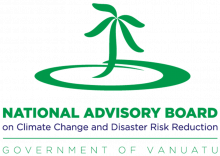 NATIONAL ADVISORY BOARD
on Climate Change and Disaster Risk Reduction
GOVERNMENT OF VANUATU